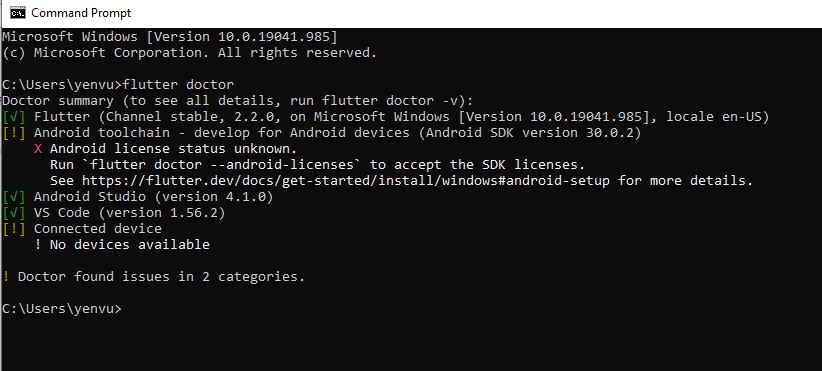 Command Prompt
Microsoft Windows [Version 10.0.19041.985]
(c) Microsoft Corporation. All rights reserved.
C:\Users\yenvu>flutter doctor
Doctor summary (to see all details, run flutter doctor -v):
[√] Flutter (Channel stable, 2.2.0, on Microsoft Windows [Version 10.0.19041.985], locale en-US)
[!] Android toolchain - develop for Android devices (Android SDK version 30.0.2)
X Android license status unknown.
Run `flutter doctor --android-licenses` to accept the SDK licenses.
See https://flutter.dev/docs/get-started/install/windows#android-setup for more details.
[√] Android Studio (version 4.1.0)
[√] VS Code (version 1.56.2)
[!] Connected device
! No devices available
! Doctor found issues in 2 categories.
C:\Users\yenvu>